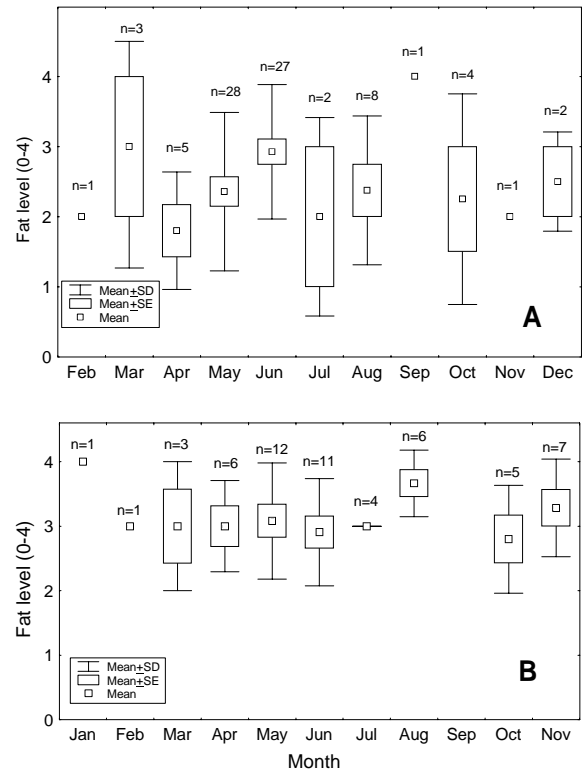 n=3
n=1
n=27
n=28
n=4
n=8
n=2
n=2
n=5
n=1
n=1
4
3
2
1
0
Fat level (0-4)
Mean±SD
Mean±SE
Mean
A
Feb Mar Apr May Jun Jul Aug Sep Oct Nov Dec
n=1
n=3
n=12
n=6
n=7
n=6
n=11
n=5
n=1
n=4
4
3
2
1
0
Fat level (0-4)
Mean±SD
Mean±SE
Mean
B
Jan Feb Mar Apr May Jun Jul Aug Sep Oct Nov
Month